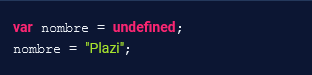 var nombre = undefined;
nombre = "Plazi";